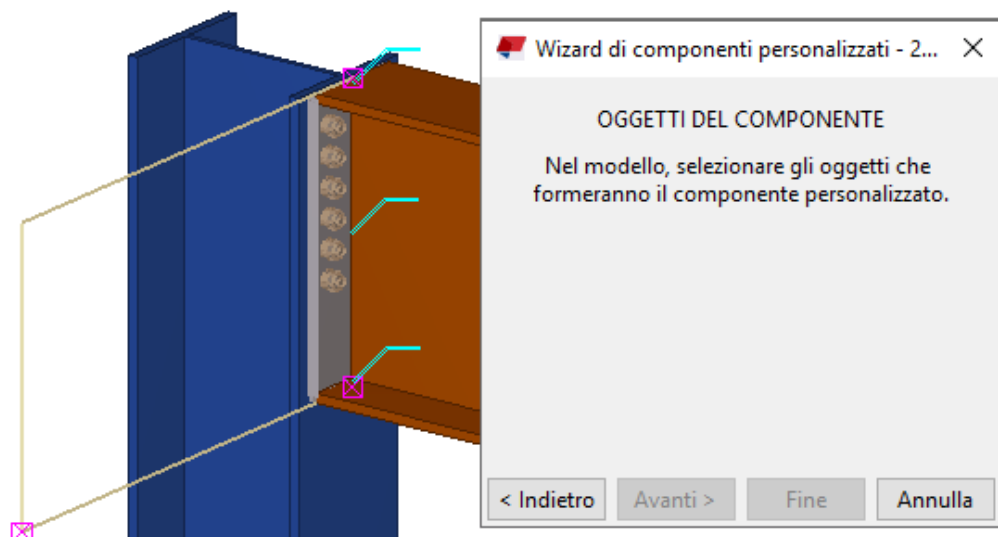 Wizard di componenti personalizzati - 2...
OGGETTI DEL COMPONENTE
Nel modello, selezionare gli oggetti che
formeranno il componente personalizzato.
< Indietro
Avanti >
Fine
Annulla